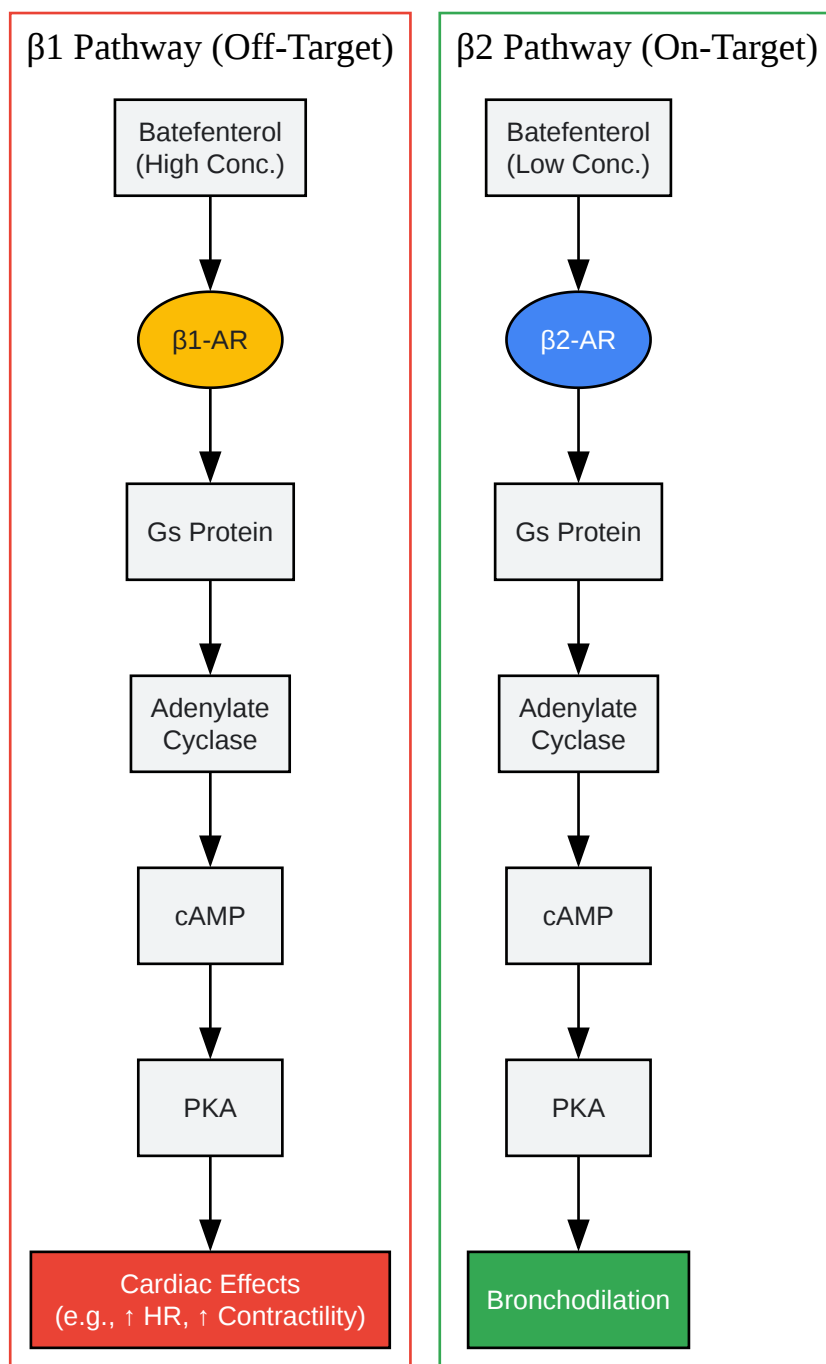 β1 Pathway (Off-Target)
Batefenterol
(High Conc.)
β1-AR
Gs Protein
Adenylate
Cyclase
cAMP
PKA
Cardiac Effects
(e.g., ↑ HR, ↑ Contractility)
β2 Pathway (On-Target)
Batefenterol
(Low Conc.)
β2-AR
Gs Protein
Adenylate
Cyclase
cAMP
PKA
Bronchodilation